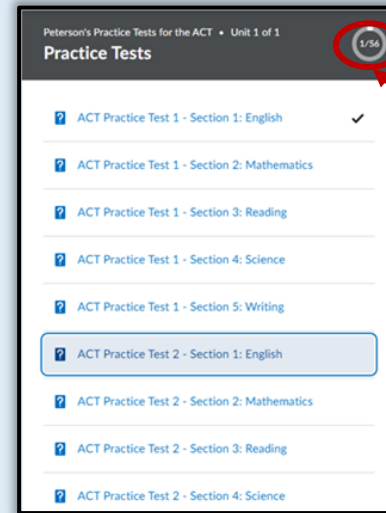 Peterson's Practice Tests for the ACT • Unit 1 of 1
Practice Tests
1/56
ACT Practice Test 1 - Section 1: English
ACT Practice Test 1 - Section 2: Mathematics
ACT Practice Test 1 - Section 3: Reading
ACT Practice Test 1 - Section 4: Science
ACT Practice Test 1 - Section 5: Writing
ACT Practice Test 2 - Section 1: English
ACT Practice Test 2 - Section 2: Mathematics
ACT Practice Test 2 - Section 3: Reading
ACT Practice Test 2 - Section 4: Science